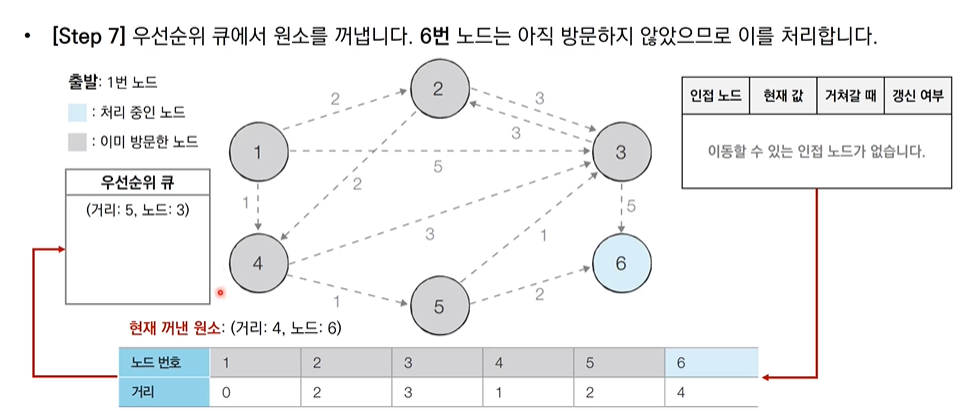 • [Step 7] 우선순위 큐에서 원소를 꺼냅니다. 6번 노드는 아직 방문하지 않았으므로 이를 처리합니다.
출발: 1번 노드
: 처리 중인 노드
: 이미 방문한 노드
우선순위 큐
(거리: 5, 노드: 3)
1
2
3
4
5
6
2
3
3
5
2
1
3
1
1
2
5
인접 노드 현재 값 거쳐갈 때 갱신 여부
이동할 수 있는 인접 노드가 없습니다.
현재 꺼낸 원소: (거리: 4, 노드: 6)
노드 번호 1 2 3 4 5 6
거리 0 2 3 1 2 4